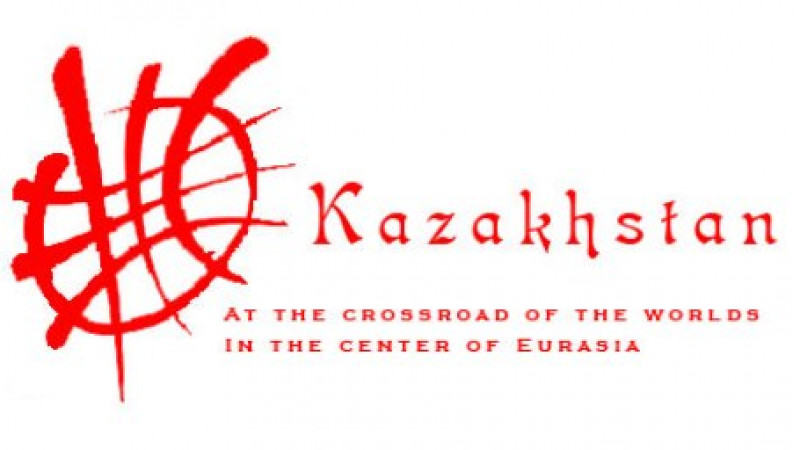 Kazakhstan
At the crossroad of the worlds
In the center of Eurasia